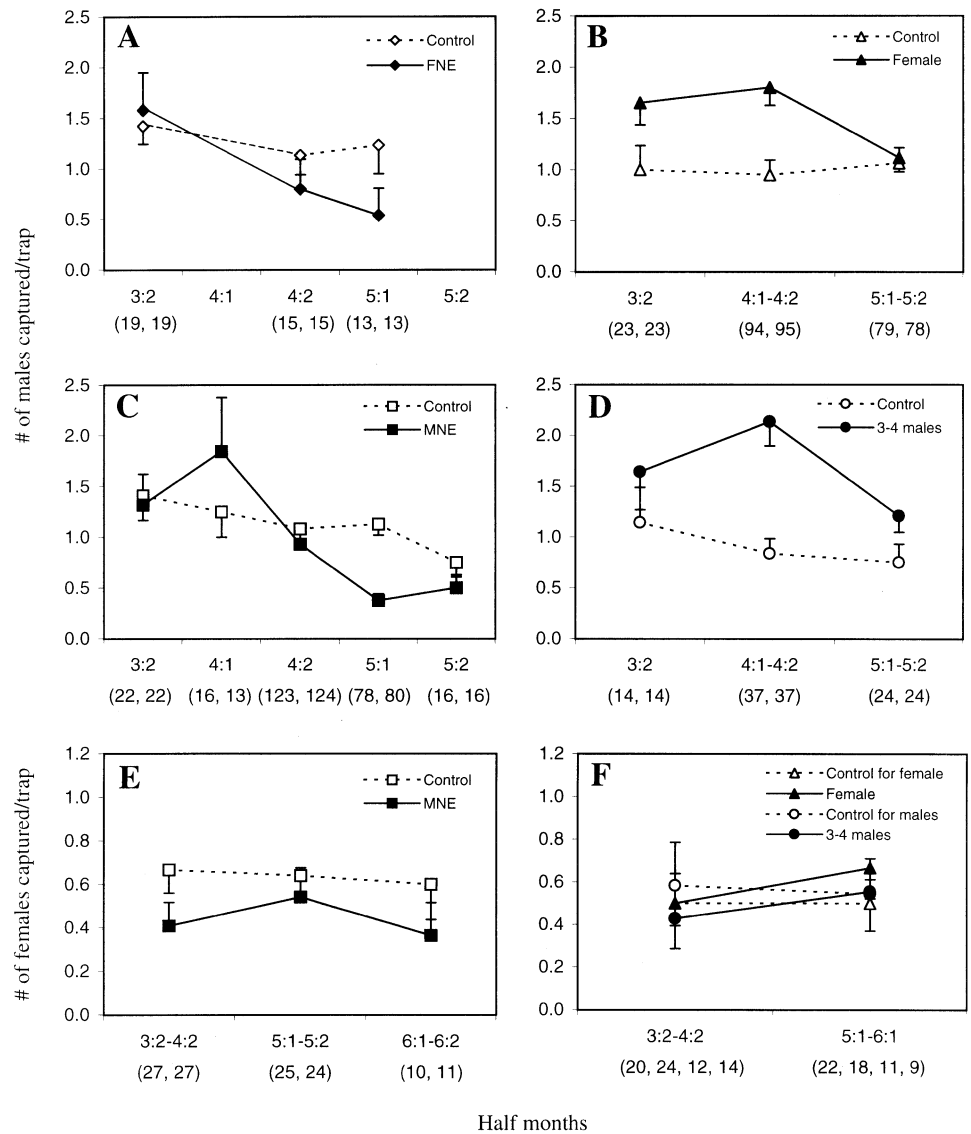 A
Control
FNE
2.5
2.0
1.5
1.0
0.5
0.0
3:2 4:1 4:2 5:1 5:2
(19, 19) (15, 15) (13, 13)
B
Control
Female
2.5
2.0
1.5
1.0
0.5
0.0
3:2 4:1-4:2 5:1-5:2
(23, 23) (94, 95) (79, 78)
# of males captured/trap
C
Control
MNE
2.5
2.0
1.5
1.0
0.5
0.0
3:2 4:1 4:2 5:1 5:2
(22, 22) (16, 13) (123, 124) (78, 80) (16, 16)
D
Control
3-4 males
2.5
2.0
1.5
1.0
0.5
0.0
3:2 4:1-4:2 5:1-5:2
(14, 14) (37, 37) (24, 24)
# of females captured/trap
E
Control
MNE
1.2
1.0
0.8
0.6
0.4
0.2
0.0
3:2-4:2 5:1-5:2 6:1-6:2
(27, 27) (25, 24) (10, 11)
F
Control for female
Female
Control for males
3-4 males
1.2
1.0
0.8
0.6
0.4
0.2
0.0
3:2-4:2 5:1-6:1
(20, 24, 12, 14) (22, 18, 11, 9)
Half months